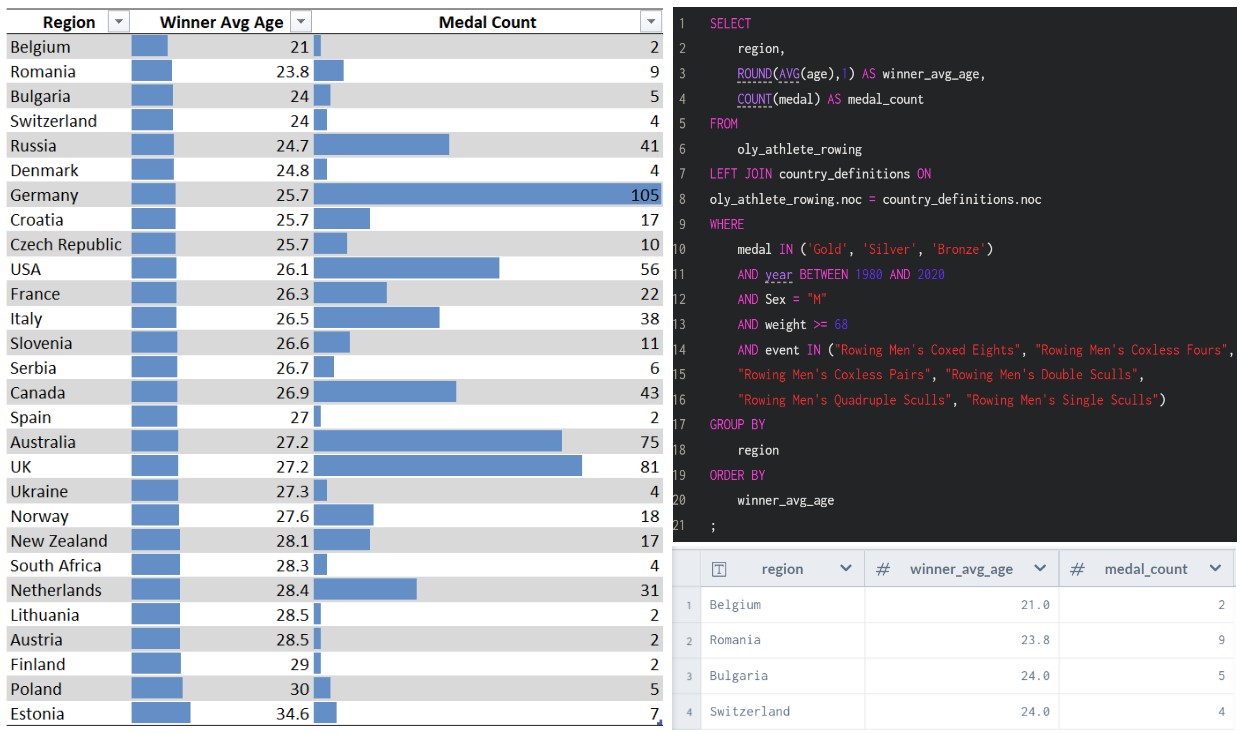 Region Winner Avg Age Medal Count
Belgium 21 2
Romania 23.8 9
Bulgaria 24 5
Switzerland 24 4
Russia 24.7 41
Denmark 24.8 4
Germany 25.7 105
Croatia 25.7 17
Czech Republic 25.7 10
USA 26.1 56
France 26.3 22
Italy 26.5 38
Slovenia 26.6 11
Serbia 26.7 6
Canada 26.9 43
Spain 27 2
Australia 27.2 75
UK 27.2 81
Ukraine 27.3 4
Norway 27.6 18
New Zealand 28.1 17
South Africa 28.3 4
Netherlands 28.4 31
Lithuania 28.5 2
Austria 28.5 2
Finland 29 2
Poland 30 5
Estonia 34.6 7
1 SELECT
2 region,
3 ROUND(AVG(age),1) AS winner_avg_age,
4 COUNT(medal) AS medal_count
5 FROM
6 oly_athlete_rowing
7 LEFT JOIN country_definitions ON
8 oly_athlete_rowing.noc = country_definitions.noc
9 WHERE
10 medal IN ('Gold', 'Silver', 'Bronze')
11 AND year BETWEEN 1980 AND 2020
12 AND Sex = "M"
13 AND weight >= 68
14 AND event IN ("Rowing Men's Coxed Eights", "Rowing Men's Coxless Fours",
15 "Rowing Men's Coxless Pairs", "Rowing Men's Double Sculls",
16 "Rowing Men's Quadruple Sculls", "Rowing Men's Single Sculls")
17 GROUP BY
18 region
19 ORDER BY
20 winner_avg_age
21 ;
T region # winner_avg_age # medal_count
1 Belgium 21.0 2
2 Romania 23.8 9
3 Bulgaria 24.0 5
4 Switzerland 24.0 4